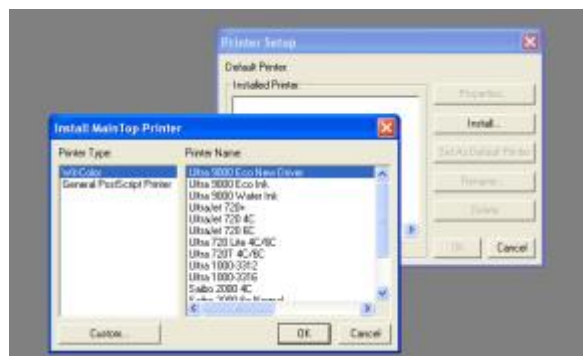 Printer Setup
Default Printer
Installed Printer
Properties...
Install...
Set As Default Printer
Rename...
Delete
OK
Cancel
Install MainTop Printer
Printer Type:
Printer Name
Wit-Color
General PostScript Printer
Ultra 9000 Eco New Driver
Ultra 9000 Eco Ink
Ultra 9000 Water Ink
UltraJet 720+
UltraJet 720 4C
UltraJet 720 6C
Ultra 720 Lite 4C/6C
Ultra 720T 4C/6C
Ultra 1000-3312
Ultra 1000-3316
Saibo 2000 4C
Custom...
OK
Cancel